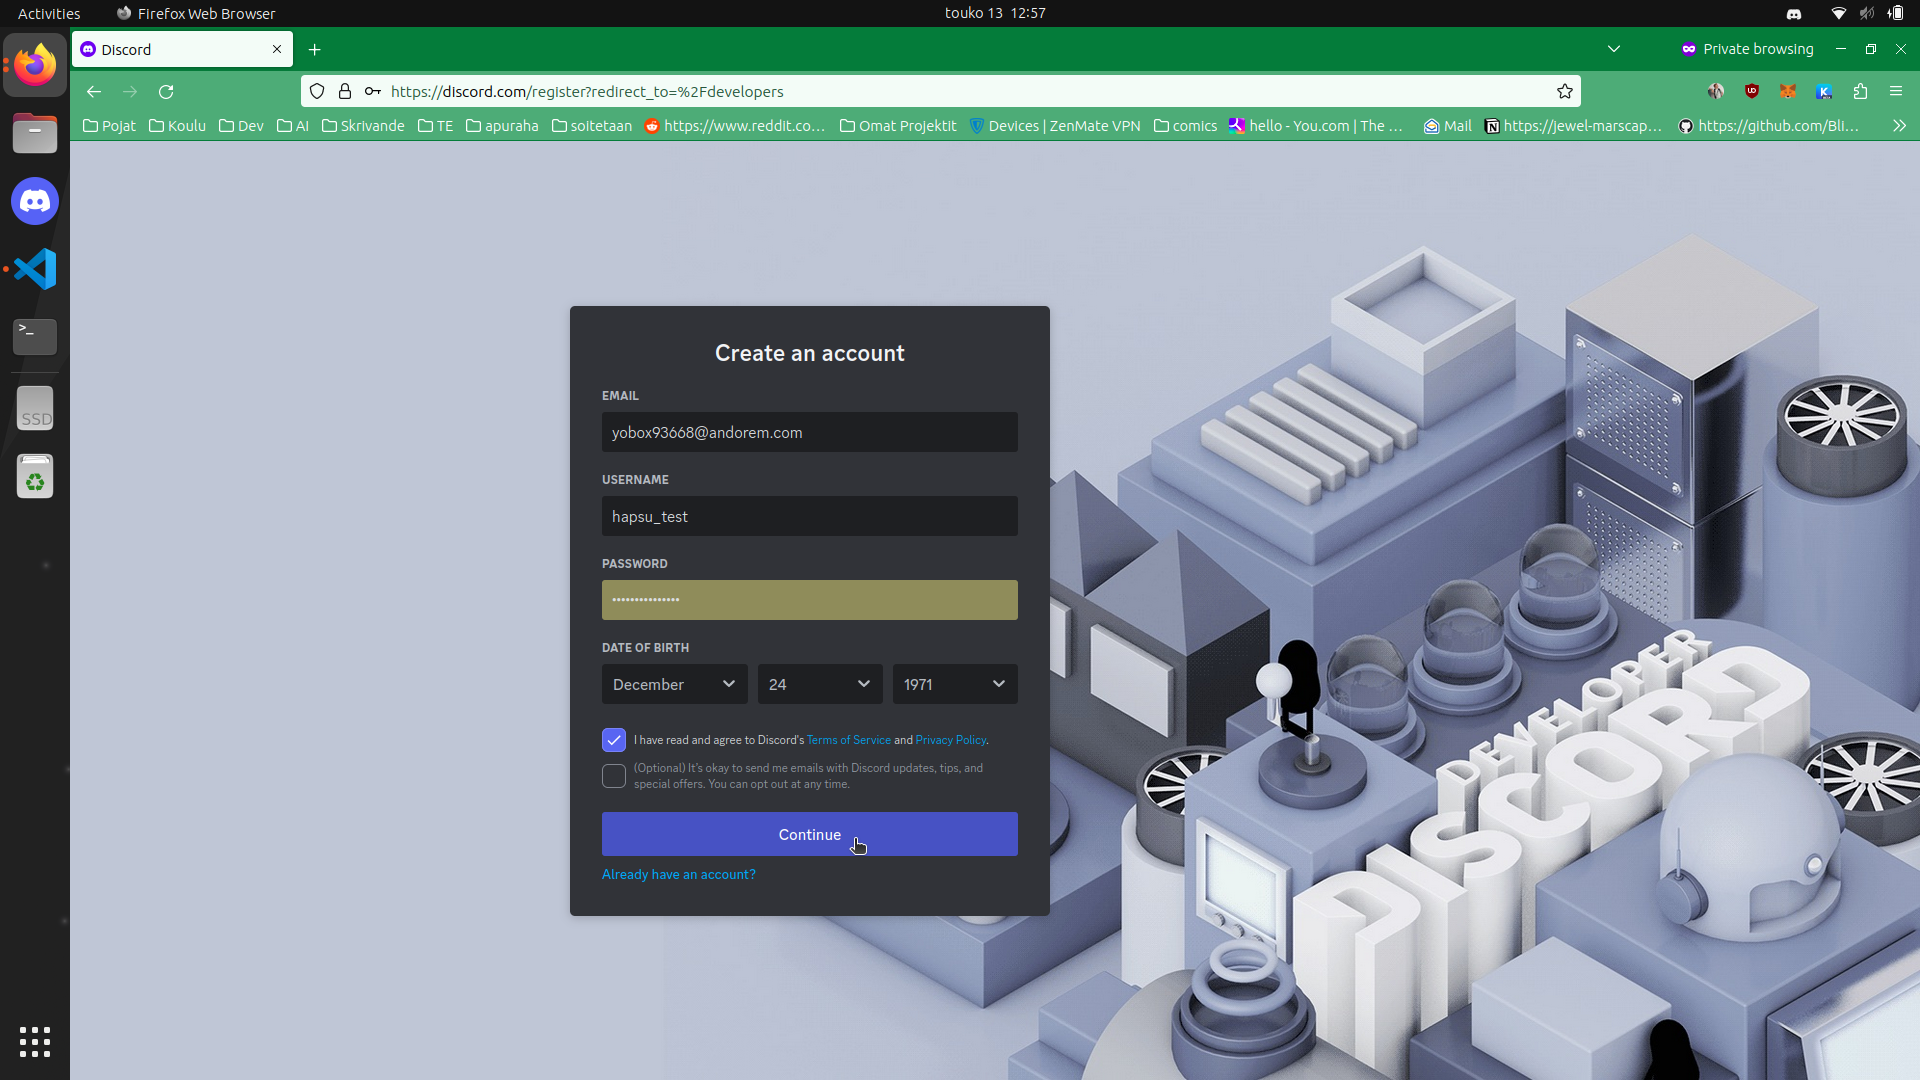 Activities Firefox Web Browser touko 13 12:57
Discord Private browsing
https://discord.com/register?redirect_to=%2Fdevelopers
Pojat Koulu Dev AI Skrivande TE apuraha soitetaan https://www.reddit.co… Omat Projektit Devices | ZenMate VPN comics hello - You.com | The … Mail https://jewel-marscap… https://github.com/Bli…
SSD
Create an account
EMAIL
yobox93668@andorem.com
USERNAME
hapsu_test
PASSWORD
•••••••••••••••
DATE OF BIRTH
December 24 1971
I have read and agree to Discord's Terms of Service and Privacy Policy.
(Optional) It's okay to send me emails with Discord updates, tips, and
special offers. You can opt out at any time.
Continue
Already have an account?
DEVELOPER
DISCORD